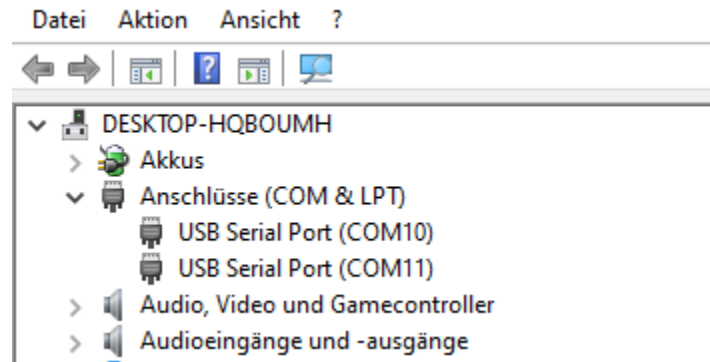 Datei Aktion Ansicht ?
DESKTOP-HQBOUMH
Akkus
Anschlüsse (COM & LPT)
USB Serial Port (COM10)
USB Serial Port (COM11)
Audio, Video und Gamecontroller
Audioeingänge und -ausgänge